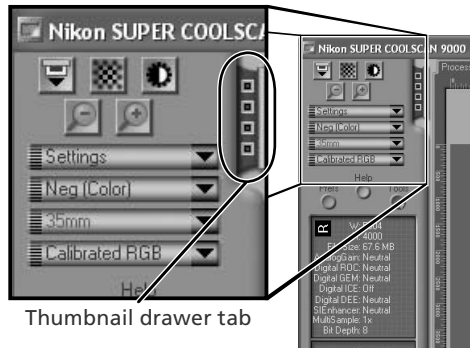 Nikon SUPER COOLSCA
Settings
Neg (Color)
35mm
Calibrated RGB
Help
Thumbnail drawer tab
Nikon SUPER COOLSCAN 9000
Process
Settings
Neg (Color)
35mm
Calibrated RGB
Help
Prefs
Tools
R
4000
File Size: 67.6 MB
AnalogGain: Neutral
Digital ROC: Neutral
Digital GEM: Neutral
Digital ICE: Off
Digital DEE: Neutral
SIEnhancer: Neutral
MultiSample: 1x
Bit Depth: 8